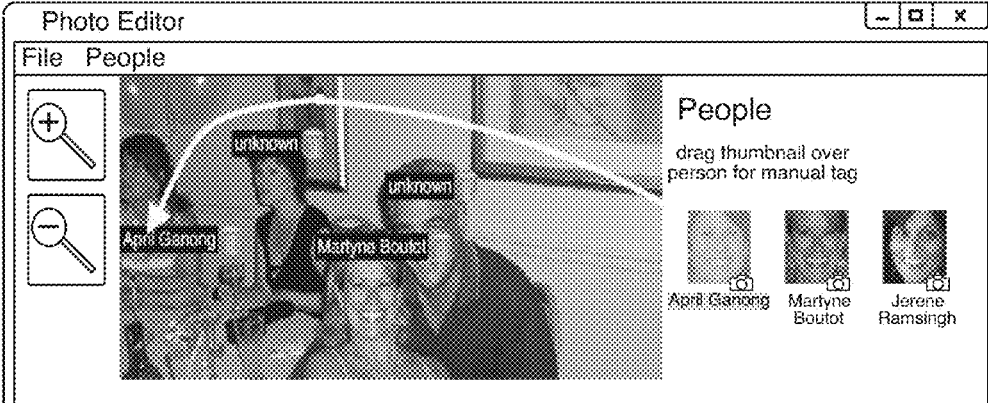 Photo Editor
File People
People
drag thumbnail over
person for manual tag
unknown
unknown
April Ganong
Martyne Boutot
April Ganong
Martyne
Boutot
Jerene
Ramsingh